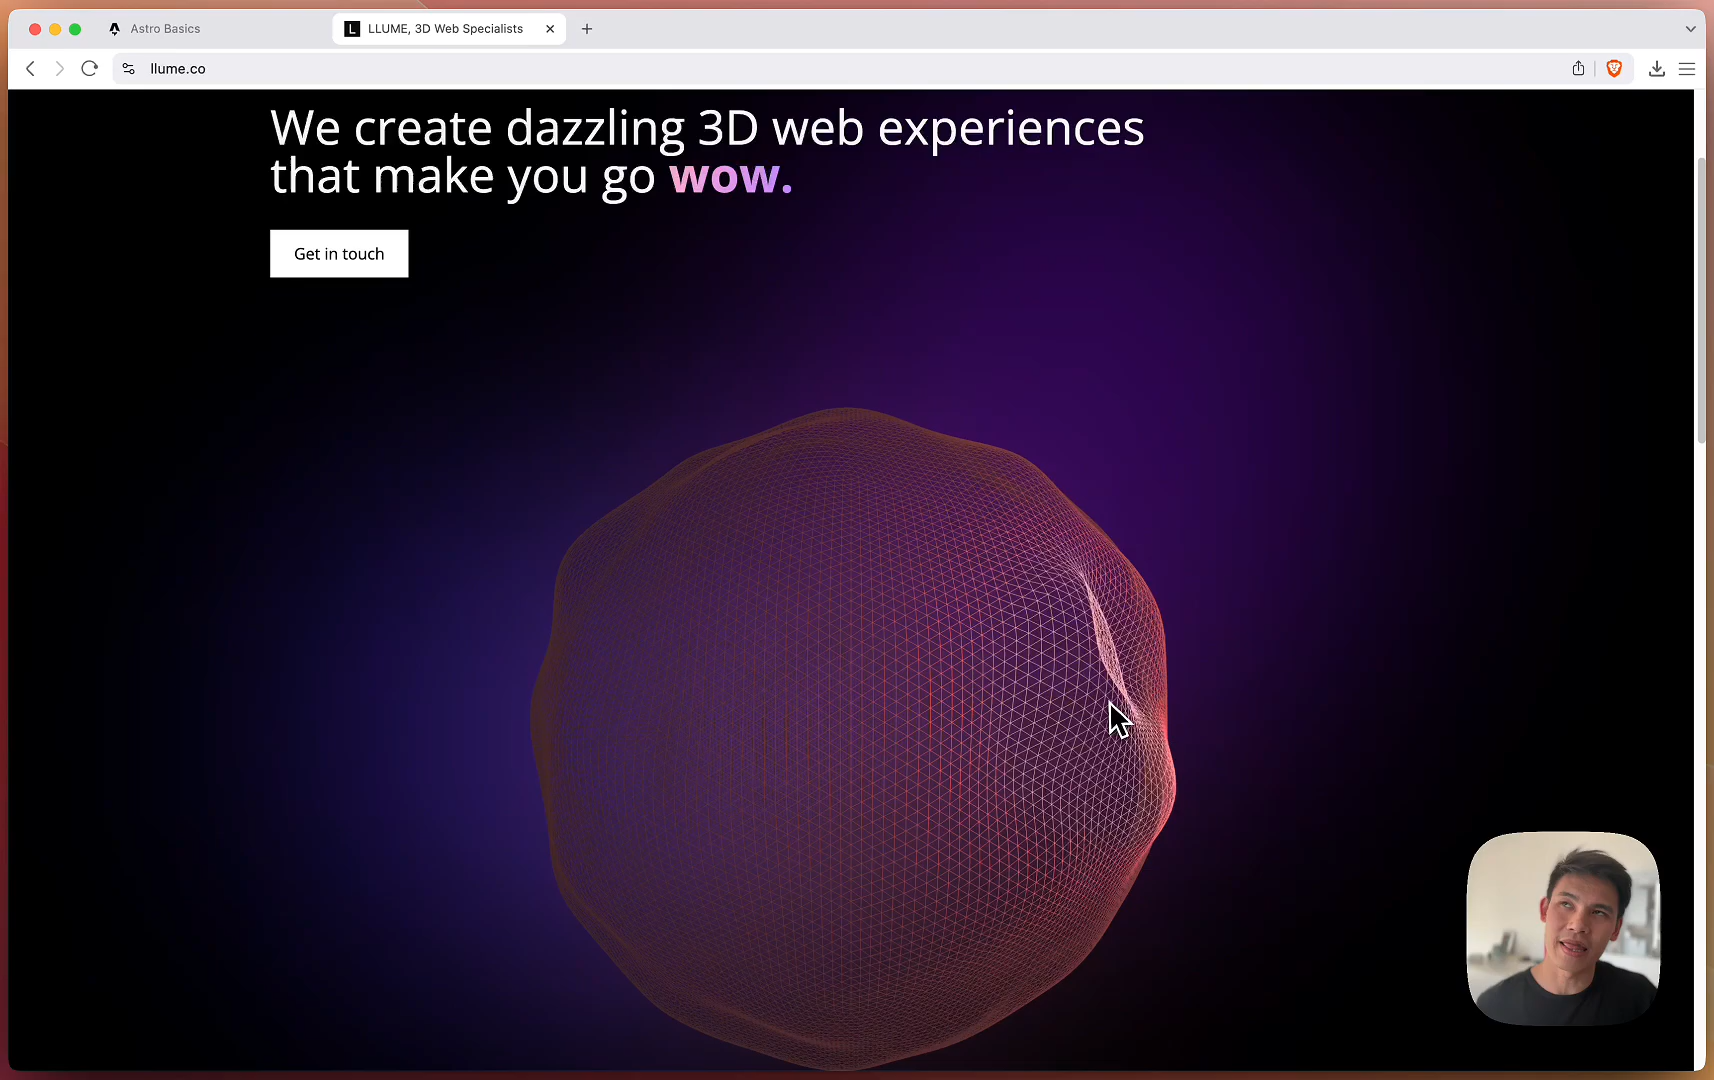 Astro Basics
L LLUME, 3D Web Specialists
llume.co
We create dazzling 3D web experiences
that make you go wow.
Get in touch